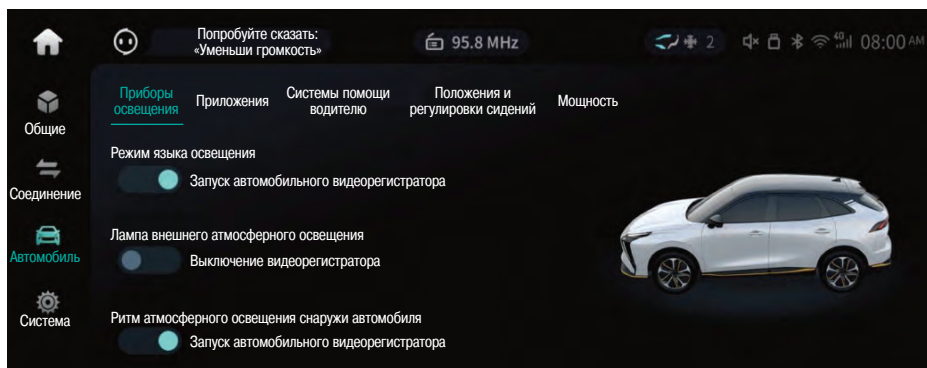 Попробуйте сказать:
«Уменьши громкость»
95.8 MHz
2
4G
08:00 AM
Общие
Соединение
Автомобиль
Система
Приборы
освещения
Приложения
Системы помощи
водителю
Положения и
регулировки сидений
Мощность
Режим языка освещения
Запуск автомобильного видеорегистратора
Лампа внешнего атмосферного освещения
Выключение видеорегистратора
Ритм атмосферного освещения снаружи автомобиля
Запуск автомобильного видеорегистратора